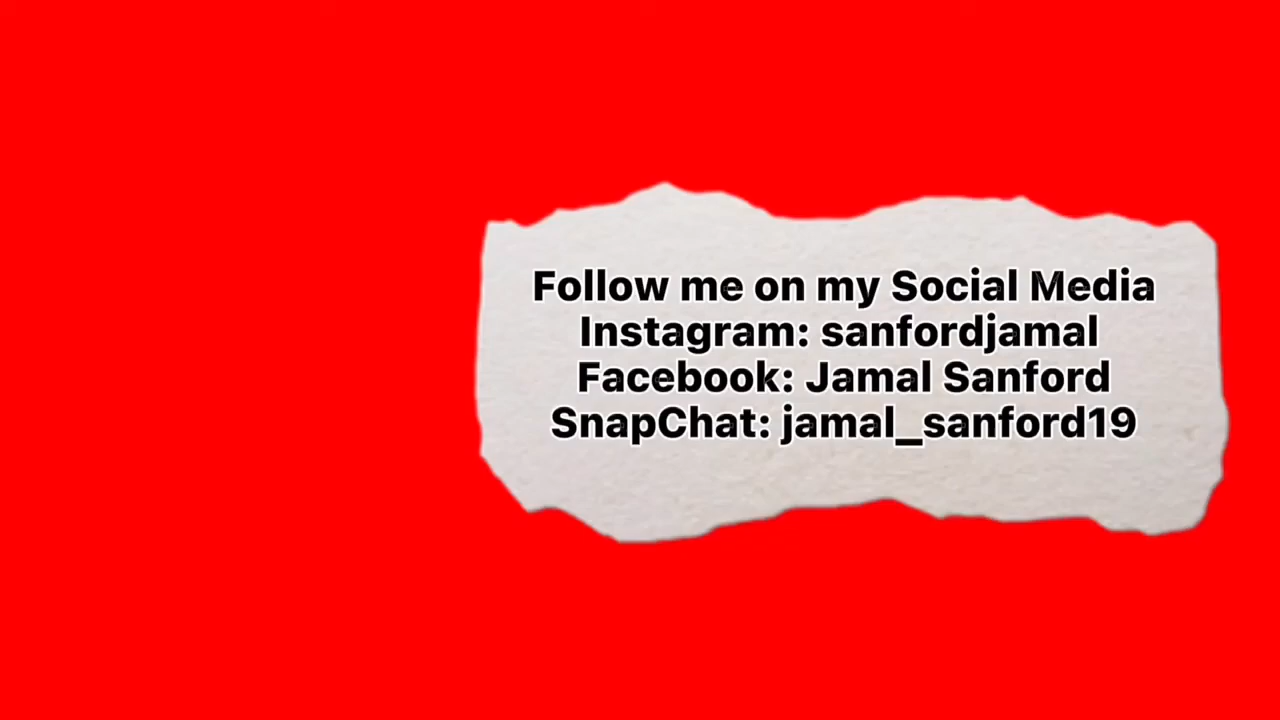 Follow me on my Social Media
Instagram: sanfordjamal
Facebook: Jamal Sanford
SnapChat: jamal_sanford19